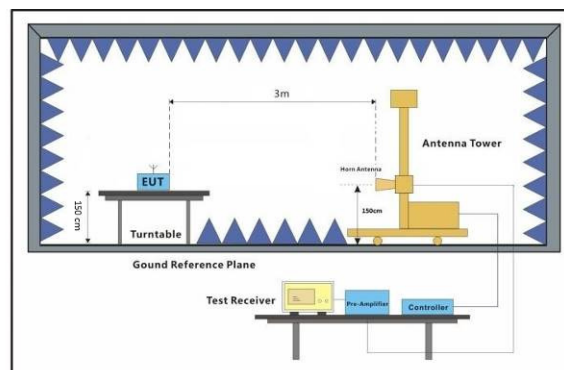 3m
Antenna Tower
Horn Antenna
EUT
150 cm
150cm
Turntable
Gound Reference Plane
Test Receiver
Pre-Amplifier
Controller